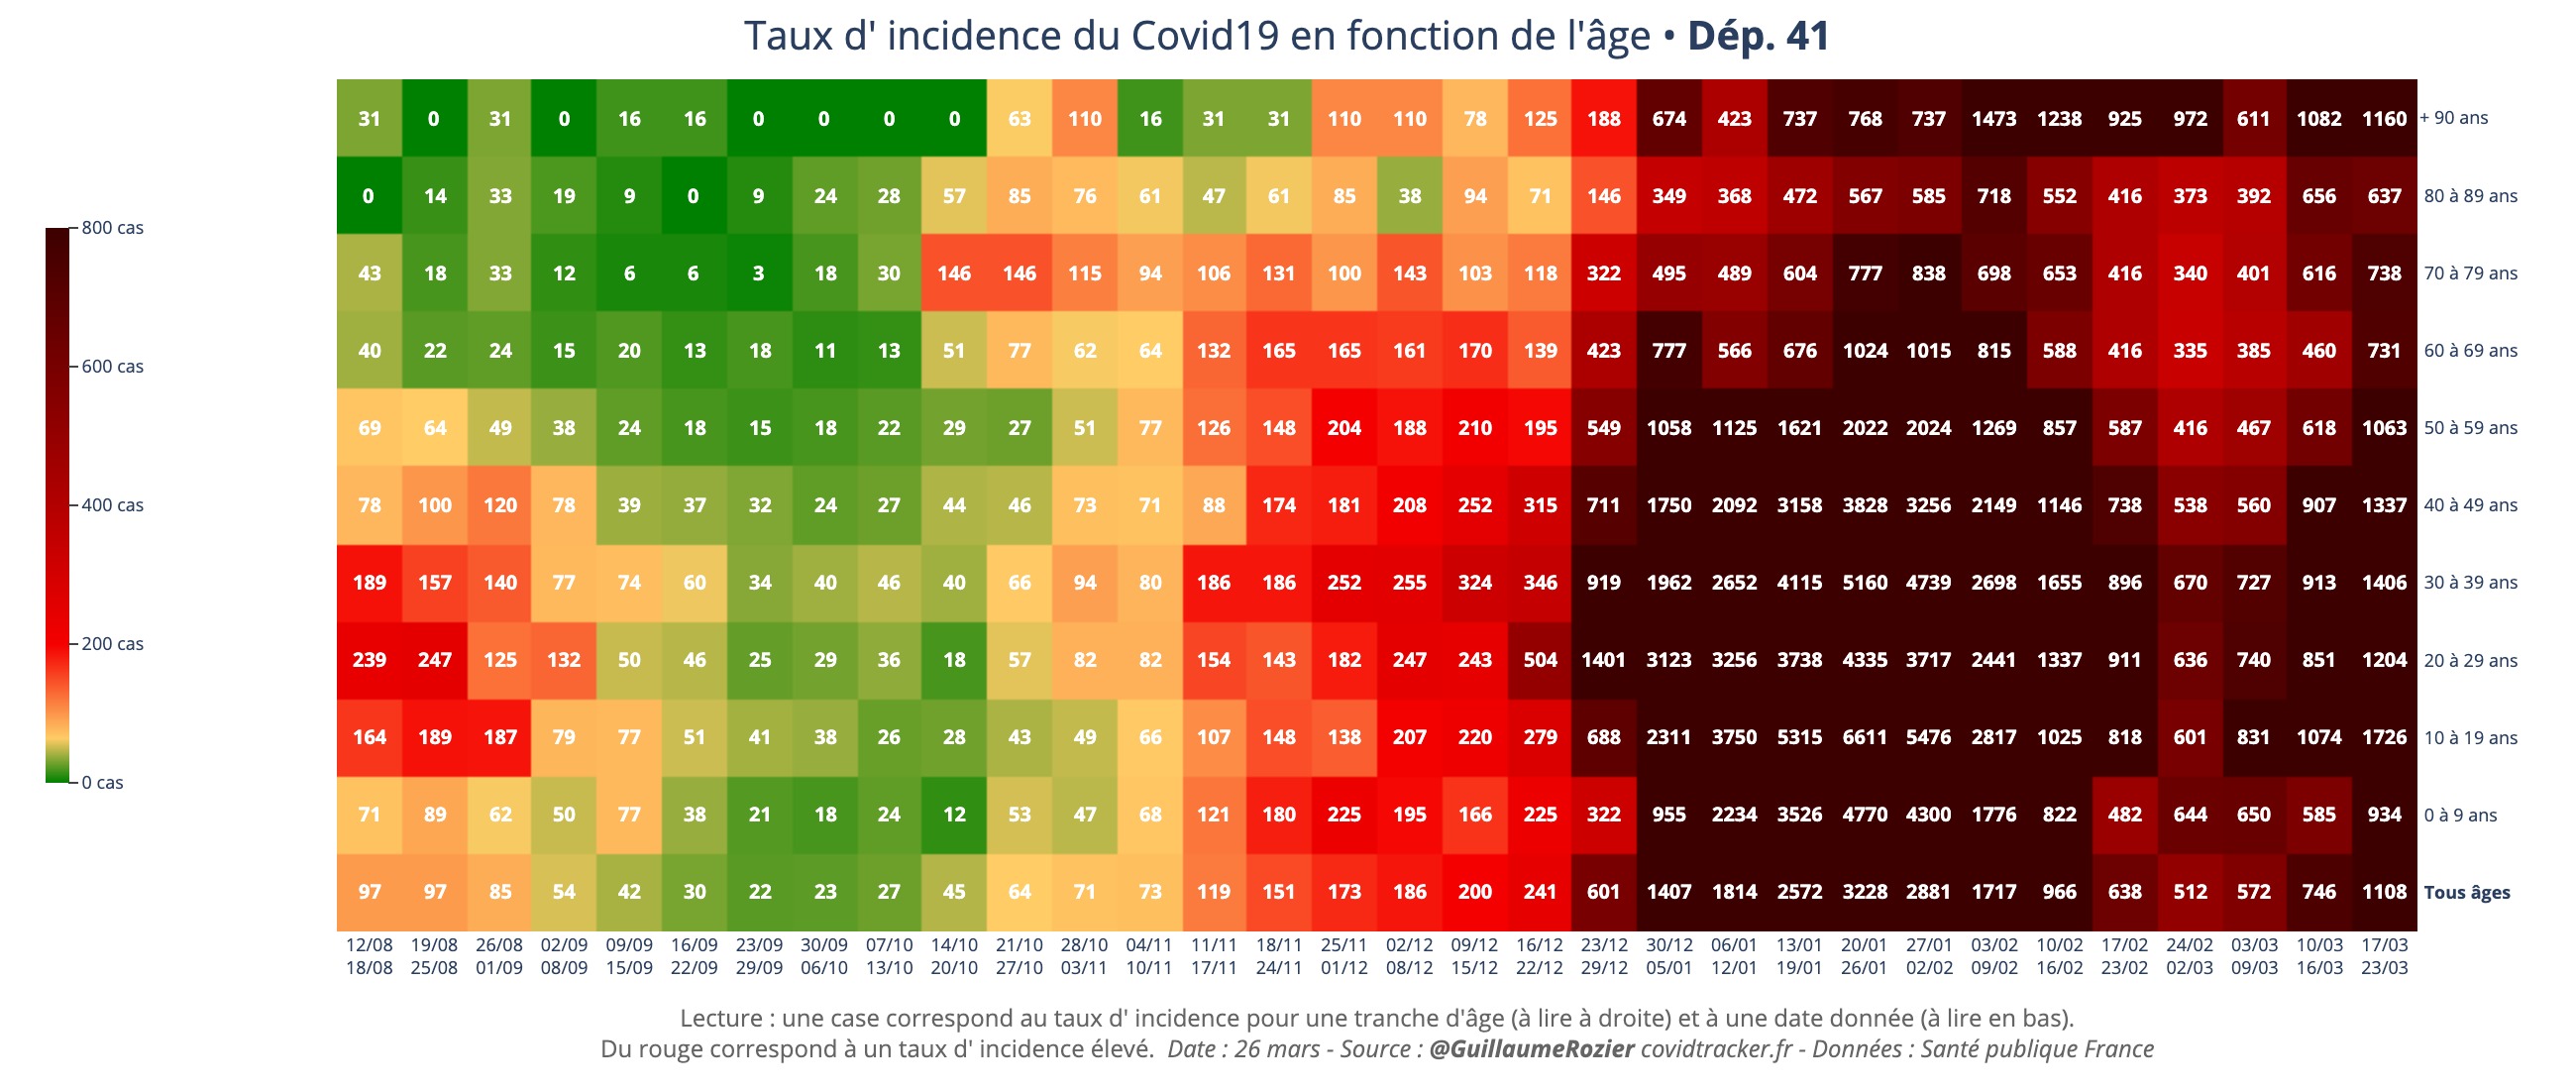 Taux d' incidence du Covid19 en fonction de l'âge • Dép. 41
800 cas
600 cas
400 cas
200 cas
0 cas
31 0 31 0 16 16 0 0 0 0 63 110 16 31 31 110 110 78 125 188 674 423 737 768 737 1473 1238 925 972 611 1082 1160 + 90 ans
0 14 33 19 9 0 9 24 28 57 85 76 61 47 61 85 38 94 71 146 349 368 472 567 585 718 552 416 373 392 656 637 80 à 89 ans
43 18 33 12 6 6 3 18 30 146 146 115 94 106 131 100 143 103 118 322 495 489 604 777 838 698 653 416 340 401 616 738 70 à 79 ans
40 22 24 15 20 13 18 11 13 51 77 62 64 132 165 165 161 170 139 423 777 566 676 1024 1015 815 588 416 335 385 460 731 60 à 69 ans
69 64 49 38 24 18 15 18 22 29 27 51 77 126 148 204 188 210 195 549 1058 1125 1621 2022 2024 1269 857 587 416 467 618 1063 50 à 59 ans
78 100 120 78 39 37 32 24 27 44 46 73 71 88 174 181 208 252 315 711 1750 2092 3158 3828 3256 2149 1146 738 538 560 907 1337 40 à 49 ans
189 157 140 77 74 60 34 40 46 40 66 94 80 186 186 252 255 324 346 919 1962 2652 4115 5160 4739 2698 1655 896 670 727 913 1406 30 à 39 ans
239 247 125 132 50 46 25 29 36 18 57 82 82 154 143 182 247 243 504 1401 3123 3256 3738 4335 3717 2441 1337 911 636 740 851 1204 20 à 29 ans
164 189 187 79 77 51 41 38 26 28 43 49 66 107 148 138 207 220 279 688 2311 3750 5315 6611 5476 2817 1025 818 601 831 1074 1726 10 à 19 ans
71 89 62 50 77 38 21 18 24 12 53 47 68 121 180 225 195 166 225 322 955 2234 3526 4770 4300 1776 822 482 644 650 585 934 0 à 9 ans
97 97 85 54 42 30 22 23 27 45 64 71 73 119 151 173 186 200 241 601 1407 1814 2572 3228 2881 1717 966 638 512 572 746 1108 Tous âges
12/08 19/08 26/08 02/09 09/09 16/09 23/09 30/09 07/10 14/10 21/10 28/10 04/11 11/11 18/11 25/11 02/12 09/12 16/12 23/12 30/12 06/01 13/01 20/01 27/01 03/02 10/02 17/02 24/02 03/03 10/03 17/03
18/08 25/08 01/09 08/09 15/09 22/09 29/09 06/10 13/10 20/10 27/10 03/11 10/11 17/11 24/11 01/12 08/12 15/12 22/12 29/12 05/01 12/01 19/01 26/01 02/02 09/02 16/02 23/02 02/03 09/03 16/03 23/03
Lecture : une case correspond au taux d' incidence pour une tranche d'âge (à lire à droite) et à une date donnée (à lire en bas).
Du rouge correspond à un taux d' incidence élevé. Date : 26 mars - Source : @GuillaumeRozier covidtracker.fr - Données : Santé publique France